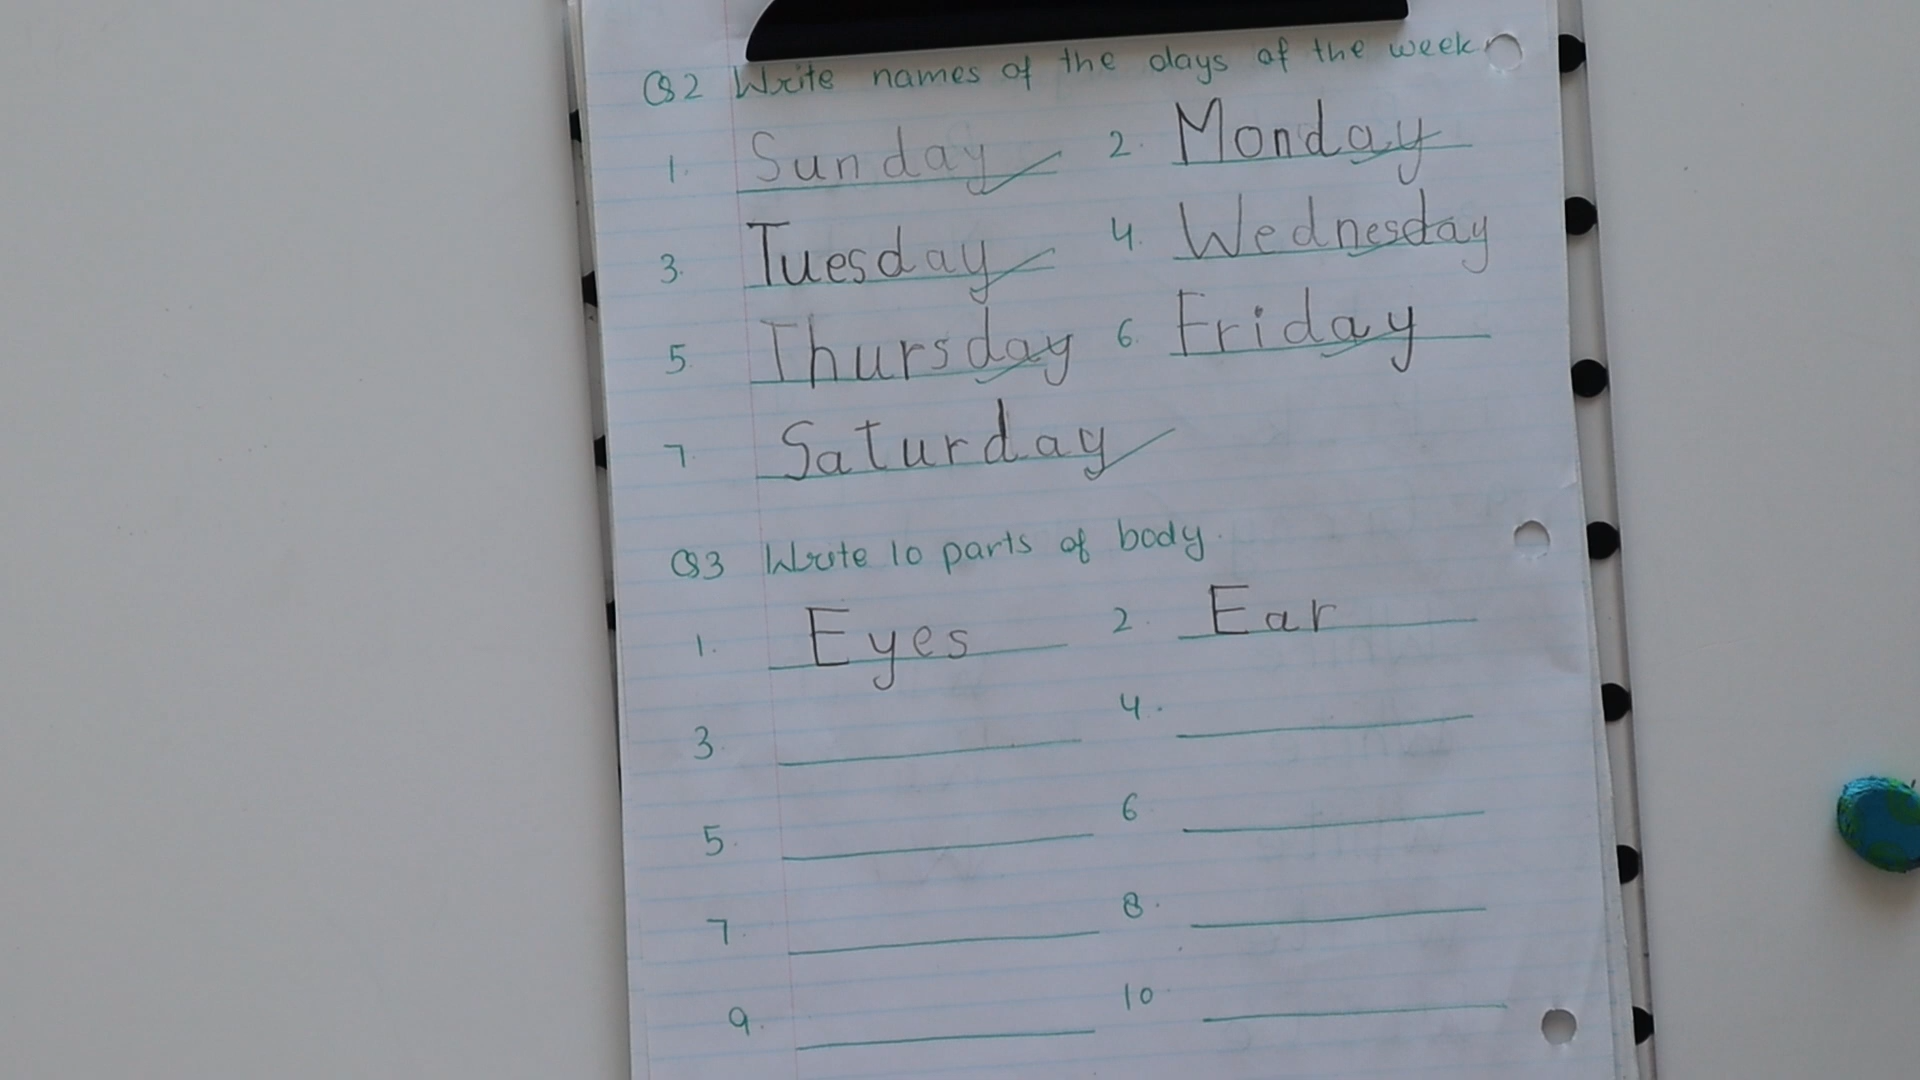 Q2 Write names of the days of the week.
1. Sunday 2. Monday
3. Tuesday 4. Wednesday
5. Thursday 6. Friday
7. Saturday
Q3 Write 10 parts of body.
1. Eyes 2. Ear
3. 4.
5. 6.
7. 8.
9. 10